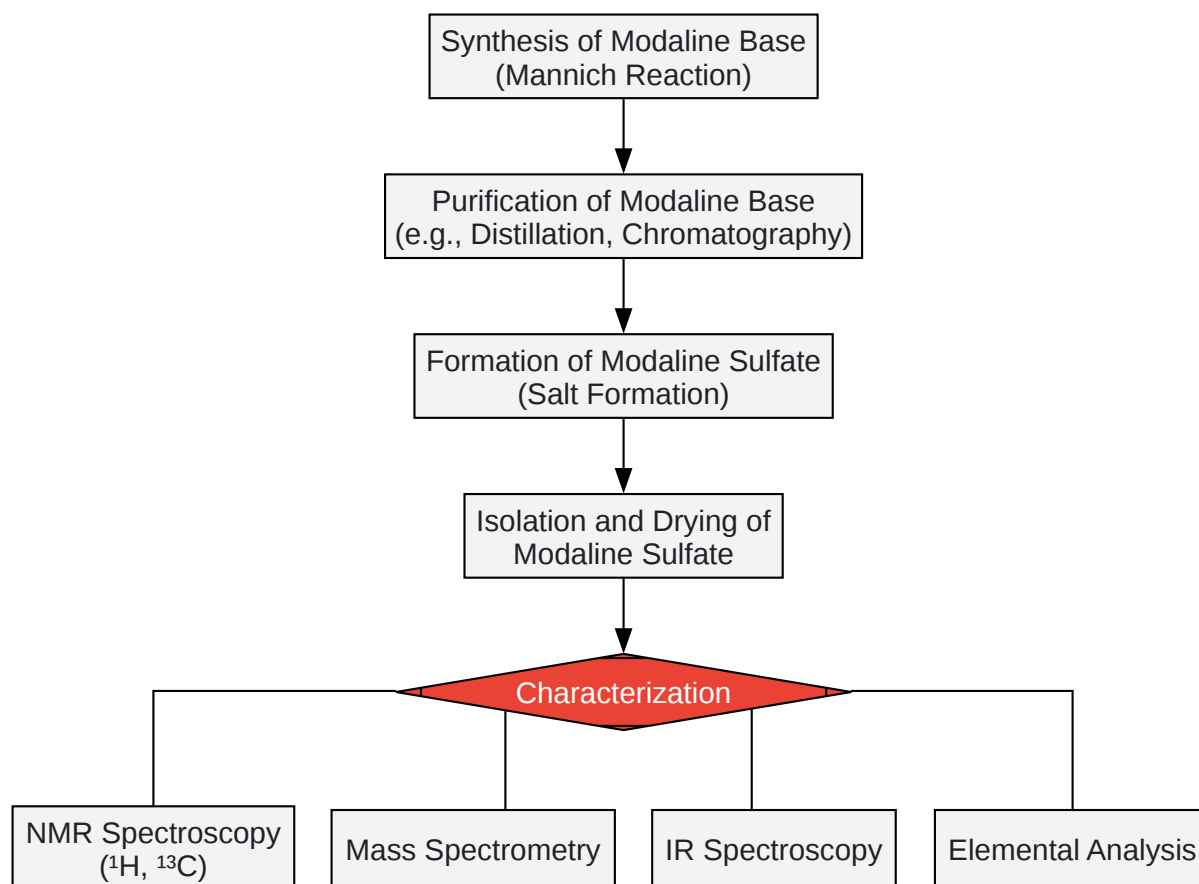 Synthesis of Modaline Base
(Mannich Reaction)
Purification of Modaline Base
(e.g., Distillation, Chromatography)
Formation of Modaline Sulfate
(Salt Formation)
Isolation and Drying of
Modaline Sulfate
Characterization
NMR Spectroscopy
(¹H, ¹³C)
Mass Spectrometry
IR Spectroscopy
Elemental Analysis